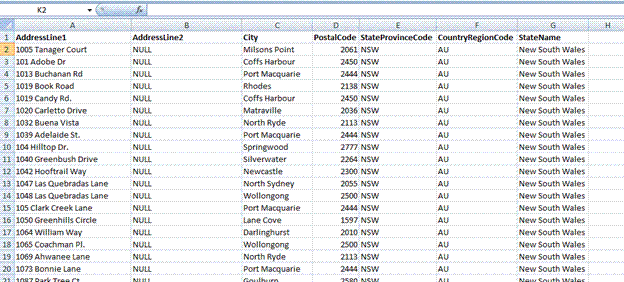 K2 fx
A B C D E F G H
1 AddressLine1 AddressLine2 City PostalCode StateProvinceCode CountryRegionCode StateName
2 1005 Tanager Court NULL Milsons Point 2061 NSW AU New South Wales
3 101 Adobe Dr NULL Coffs Harbour 2450 NSW AU New South Wales
4 1013 Buchanan Rd NULL Port Macquarie 2444 NSW AU New South Wales
5 1019 Book Road NULL Rhodes 2138 NSW AU New South Wales
6 1019 Candy Rd. NULL Coffs Harbour 2450 NSW AU New South Wales
7 1020 Carletto Drive NULL Matraville 2036 NSW AU New South Wales
8 1032 Buena Vista NULL North Ryde 2113 NSW AU New South Wales
9 1039 Adelaide St. NULL Port Macquarie 2444 NSW AU New South Wales
10 104 Hilltop Dr. NULL Springwood 2777 NSW AU New South Wales
11 1040 Greenbush Drive NULL Silverwater 2264 NSW AU New South Wales
12 1042 Hooftrail Way NULL Newcastle 2300 NSW AU New South Wales
13 1047 Las Quebradas Lane NULL North Sydney 2055 NSW AU New South Wales
14 1048 Las Quebradas Lane NULL Wollongong 2500 NSW AU New South Wales
15 105 Clark Creek Lane NULL Port Macquarie 2444 NSW AU New South Wales
16 1050 Greenhills Circle NULL Lane Cove 1597 NSW AU New South Wales
17 1064 William Way NULL Darlinghurst 2010 NSW AU New South Wales
18 1065 Coachman Pl. NULL Wollongong 2500 NSW AU New South Wales
19 1069 Ahwanee Lane NULL North Ryde 2113 NSW AU New South Wales
20 1073 Bonnie Lane NULL Port Macquarie 2444 NSW AU New South Wales
21 1087 Park Tree Ct NULL Goulburn 2580 NSW AU New South Wales